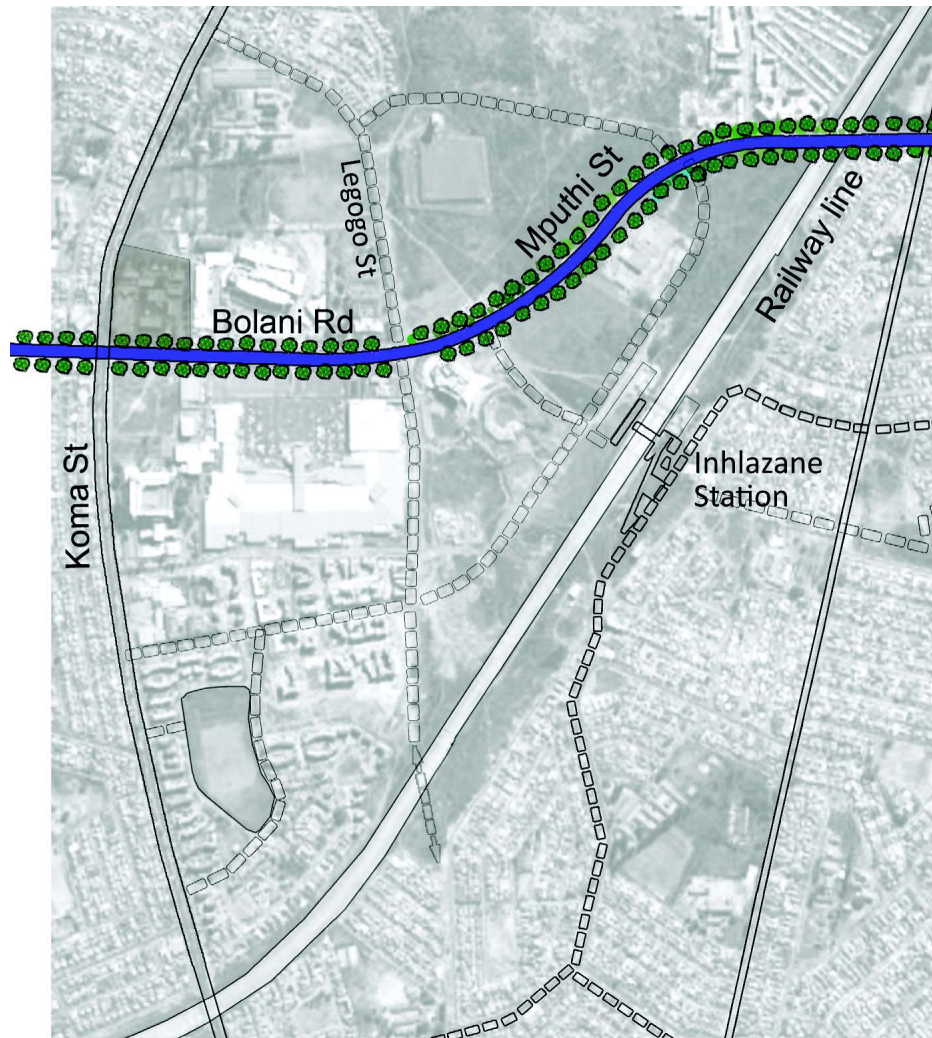 Legogo St
Mputhi St
Railway line
Bolani Rd
Koma St
Inhlazane
Station